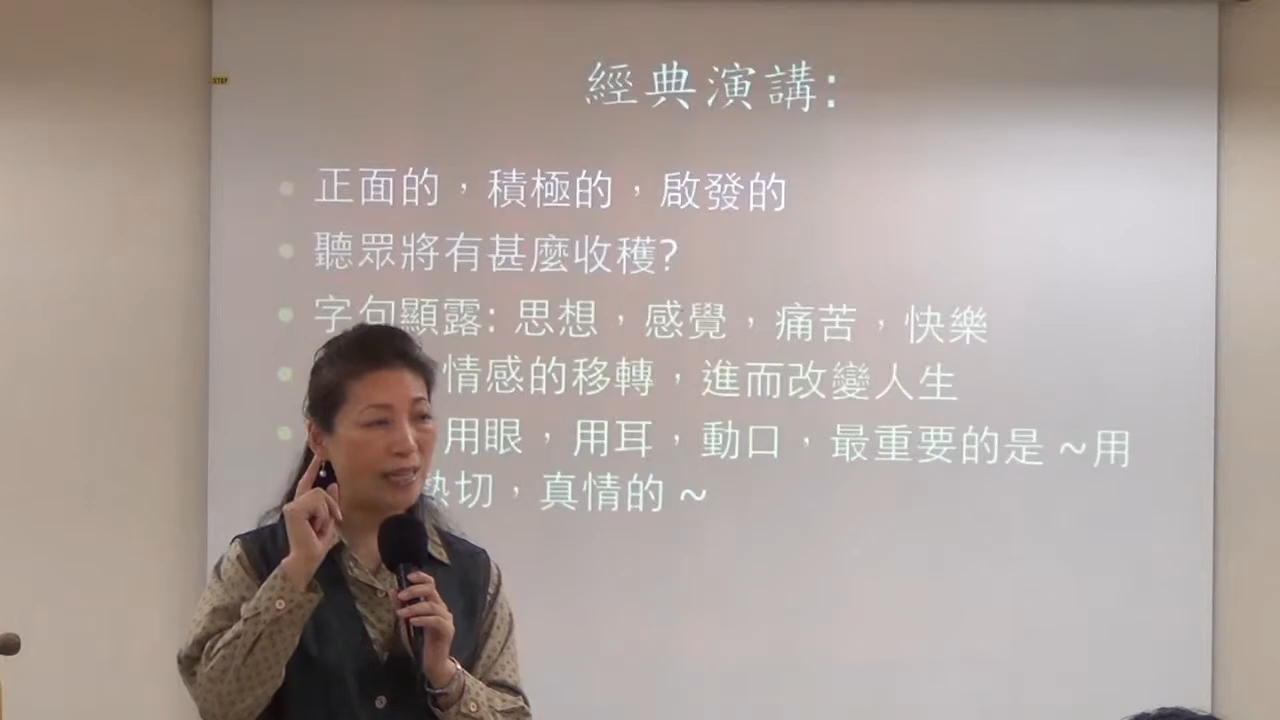 經典演講:
正面的，積極的，啟發的
聽眾將有甚麼收穫?
字句顯露: 思想，感覺，痛苦，快樂
情感的移轉，進而改變人生
用眼，用耳，動口，最重要的是 ~用
熱切，真情的 ~